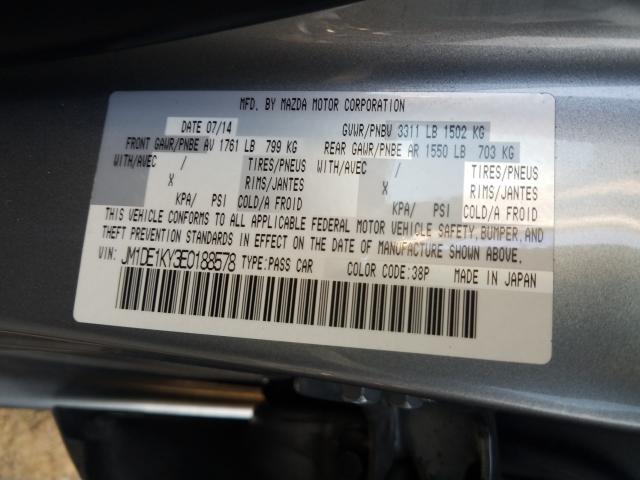 MFD. BY MAZDA MOTOR CORPORATION
DATE 07/14 GVWR/PNBV 3311 LB 1502 KG
FRONT GAWR/PNBE AV 1761 LB 799 KG REAR GAWR/PNBE AR 1550 LB 703 KG
WITH/AVEC / TIRES/PNEUS WITH/AVEC / TIRES/PNEUS
X RIMS/JANTES X RIMS/JANTES
KPA/ PSI COLD/A FROID KPA/ PSI COLD/A FROID
THIS VEHICLE CONFORMS TO ALL APPLICABLE FEDERAL MOTOR VEHICLE SAFETY, BUMPER, AND
THEFT PREVENTION STANDARDS IN EFFECT ON THE DATE OF MANUFACTURE SHOWN ABOVE.
VIN: JM1DE1KY3E0188578 TYPE:PASS CAR COLOR CODE:38P MADE IN JAPAN